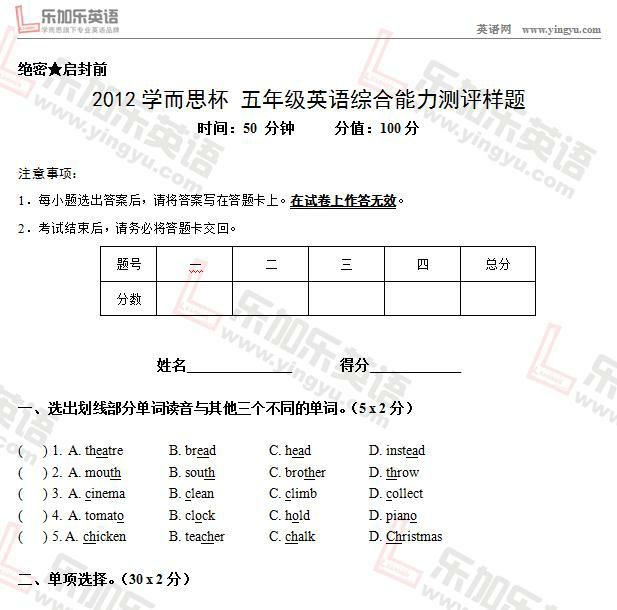 乐加乐英语
学而思旗下专业英语品牌
英语网 www.yingyu.com
绝密★启封前
2012 学而思杯 五年级英语综合能力测评样题
时间：50 分钟 分值：100 分
注意事项：
1．每小题选出答案后，请将答案写在答题卡上。在试卷上作答无效。
2．考试结束后，请务必将答题卡交回。
题号 一 二 三 四 总分
分数
姓名______________ 得分____________
一、选出划线部分单词读音与其他三个不同的单词。（5 x 2 分）
( ) 1. A. theatre B. bread C. head D. instead
( ) 2. A. mouth B. south C. brother D. throw
( ) 3. A. cinema B. clean C. climb D. collect
( ) 4. A. tomato B. clock C. hold D. piano
( ) 5. A. chicken B. teacher C. chalk D. Christmas
二、单项选择。（30 x 2 分）
乐加乐英语
www.yingyu.com